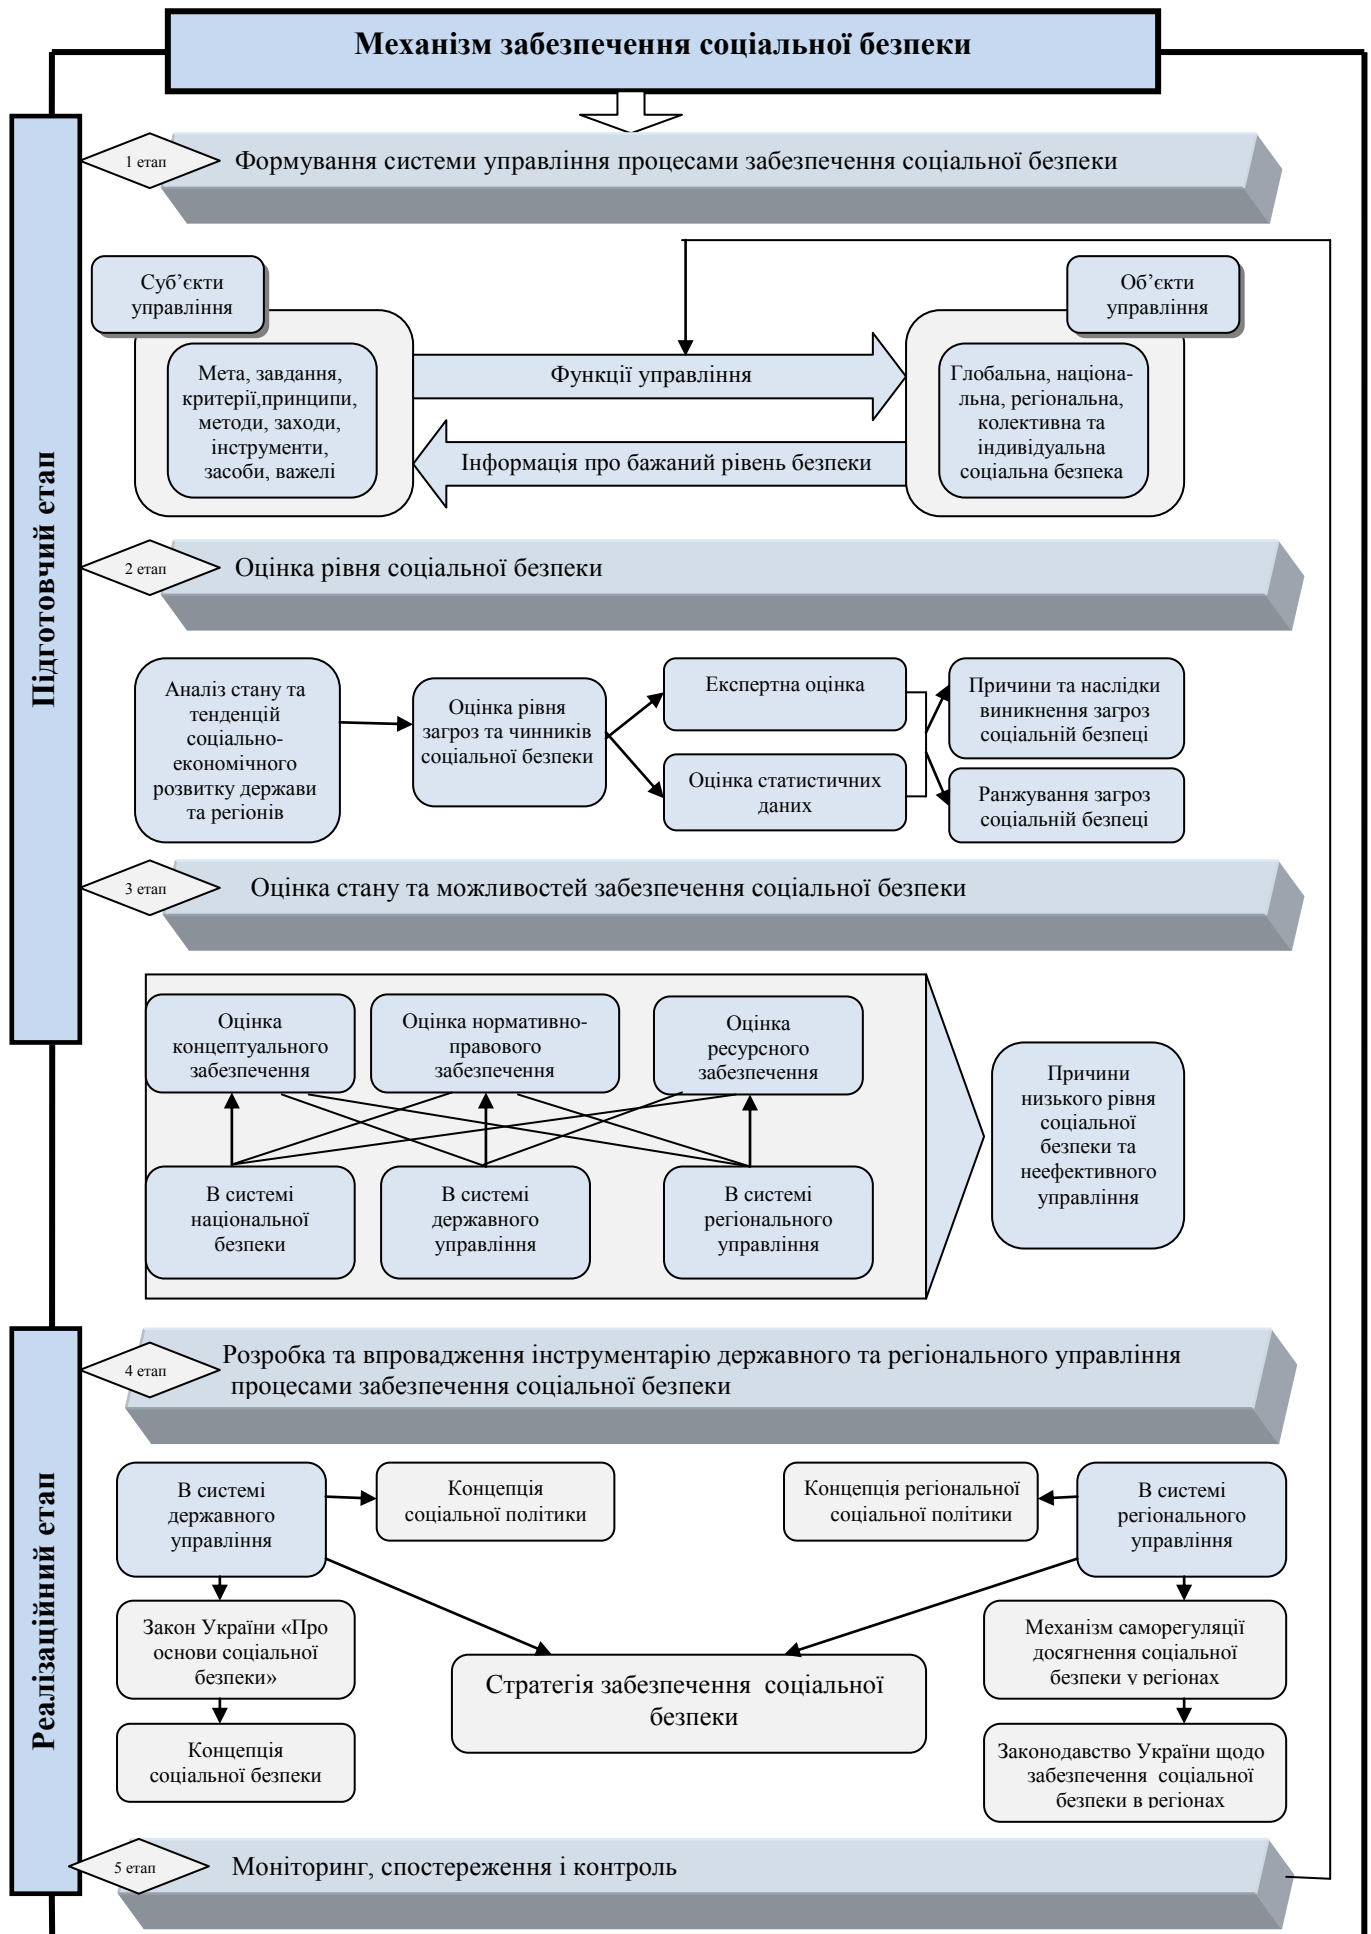 Механізм забезпечення соціальної безпеки
Підготовчий етап
1 етап
Формування системи управління процесами забезпечення соціальної безпеки
Суб’єкти
управління
Об’єкти
управління
Мета, завдання,
критерії,принципи,
методи, заходи,
інструменти,
засоби, важелі
Функції управління
Інформація про бажаний рівень безпеки
Глобальна, націона-
льна, регіональна,
колективна та
індивідуальна
соціальна безпека
2 етап
Оцінка рівня соціальної безпеки
Аналіз стану та
тенденцій
соціально-
економічного
розвитку держави
та регіонів
Оцінка рівня
загроз та чинників
соціальної безпеки
Експертна оцінка
Оцінка статистичних
даних
Причини та наслідки
виникнення загроз
соціальній безпеці
Ранжування загроз
соціальній безпеці
3 етап
Оцінка стану та можливостей забезпечення соціальної безпеки
Оцінка
концептуального
забезпечення
Оцінка нормативно-
правового
забезпечення
Оцінка
ресурсного
забезпечення
В системі
національної
безпеки
В системі
державного
управління
В системі
регіонального
управління
Причини
низького рівня
соціальної
безпеки та
неефективного
управління
Реалізаційний етап
4 етап
Розробка та впровадження інструментарію державного та регіонального управління
процесами забезпечення соціальної безпеки
В системі
державного
управління
Концепція
соціальної політики
Концепція регіональної
соціальної політики
В системі
регіонального
управління
Закон України «Про
основи соціальної
безпеки»
Концепція
соціальної безпеки
Стратегія забезпечення соціальної
безпеки
Механізм саморегуляції
досягнення соціальної
безпеки у регіонах
Законодавство України щодо
забезпечення соціальної
безпеки в регіонах
5 етап
Моніторинг, спостереження і контроль